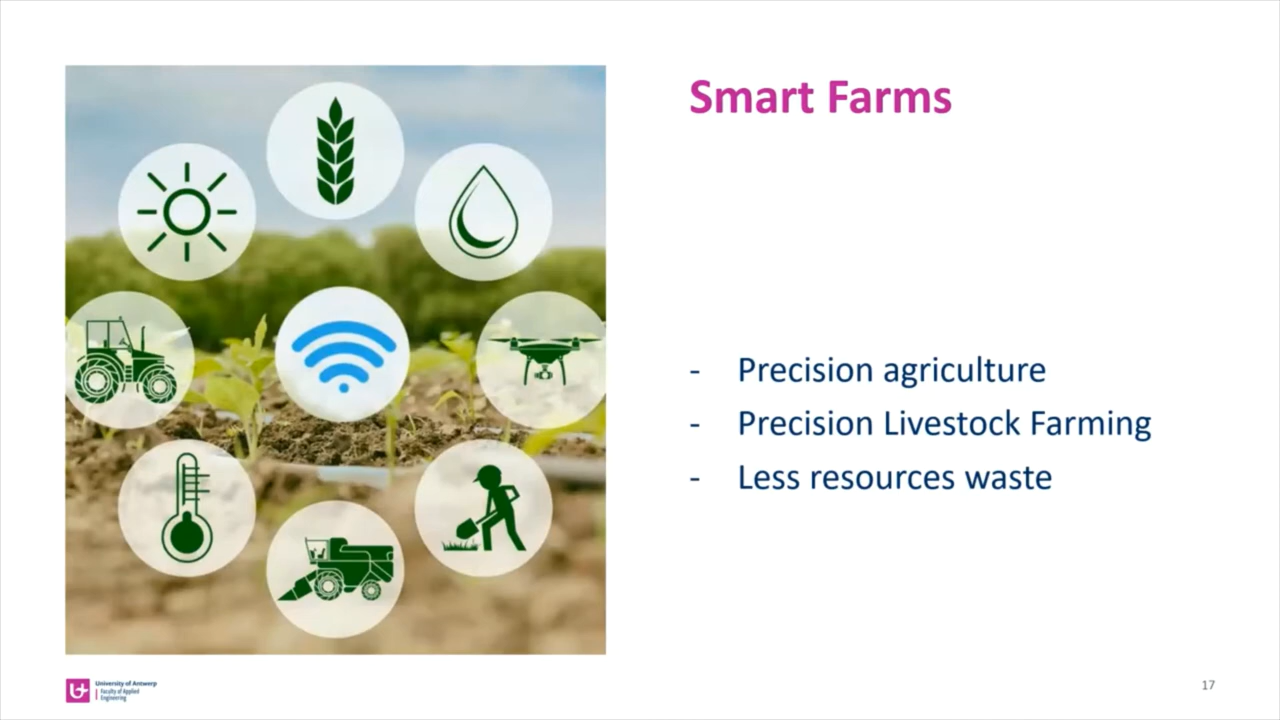 Smart Farms
- Precision agriculture
- Precision Livestock Farming
- Less resources waste
University of Antwerp
Faculty of Applied
Engineering
17